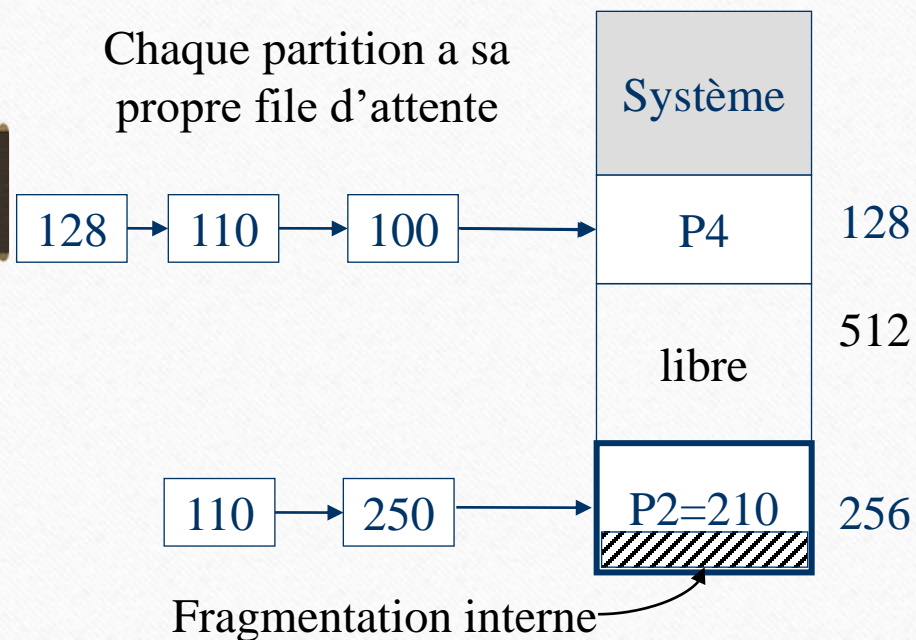 Chaque partition a sa
propre file d’attente
Système
128 110 100 P4 128
512
libre
110 250 P2=210 256
Fragmentation interne